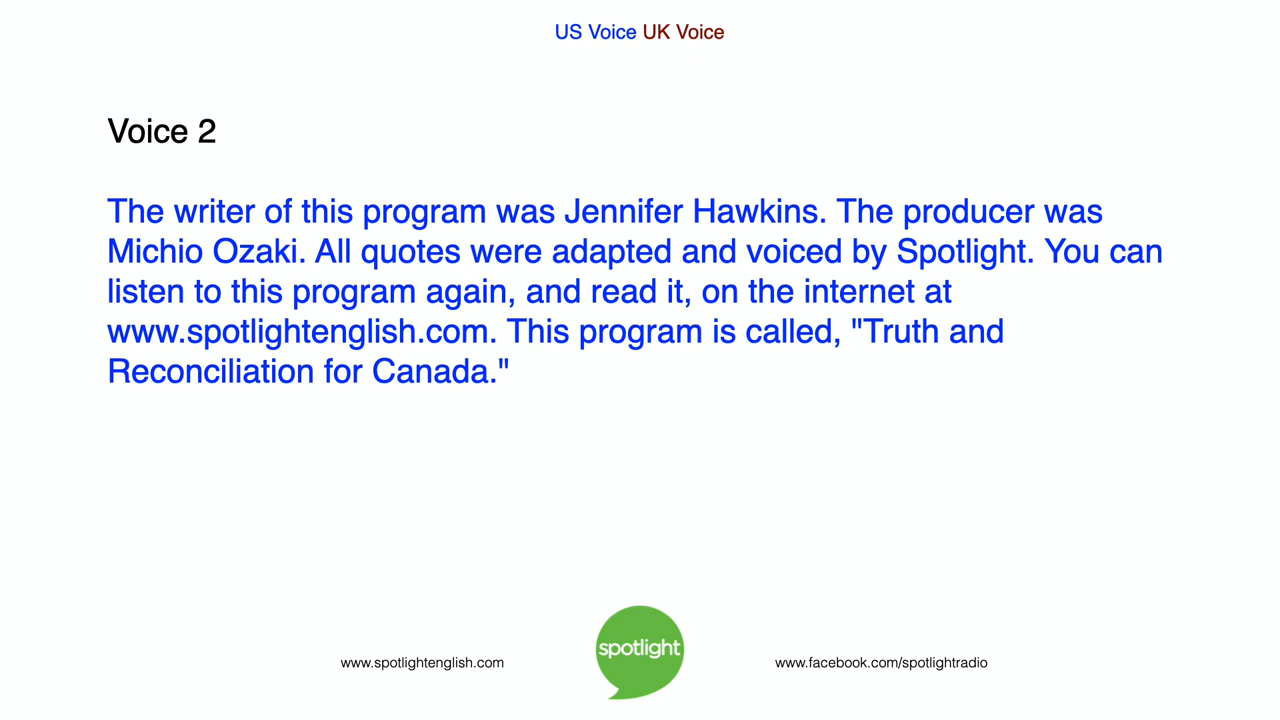 US Voice UK Voice
Voice 2
The writer of this program was Jennifer Hawkins. The producer was
Michio Ozaki. All quotes were adapted and voiced by Spotlight. You can
listen to this program again, and read it, on the internet at
www.spotlightenglish.com. This program is called, "Truth and
Reconciliation for Canada."
www.spotlightenglish.com
spotlight
www.facebook.com/spotlightradio